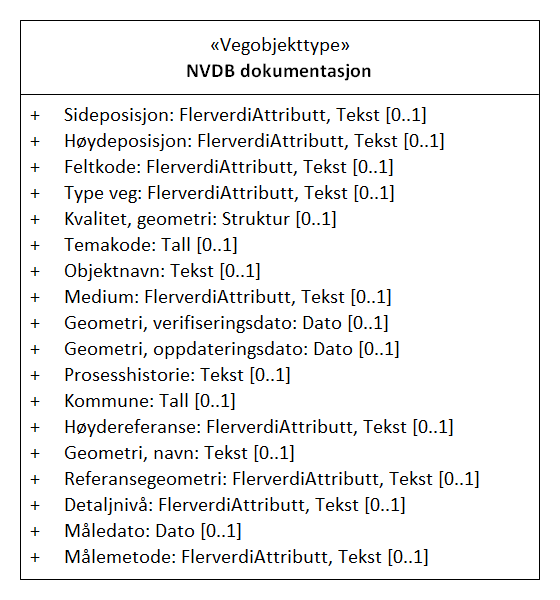 «Vegobjekttype»
NVDB dokumentasjon
+ Sideposisjon: FlerverdiAttributt, Tekst [0..1]
+ Høydeposisjon: FlerverdiAttributt, Tekst [0..1]
+ Feltkode: FlerverdiAttributt, Tekst [0..1]
+ Type veg: FlerverdiAttributt, Tekst [0..1]
+ Kvalitet, geometri: Struktur [0..1]
+ Temakode: Tall [0..1]
+ Objektnavn: Tekst [0..1]
+ Medium: FlerverdiAttributt, Tekst [0..1]
+ Geometri, verifiseringsdato: Dato [0..1]
+ Geometri, oppdateringsdato: Dato [0..1]
+ Prosesshistorie: Tekst [0..1]
+ Kommune: Tall [0..1]
+ Høydereferanse: FlerverdiAttributt, Tekst [0..1]
+ Geometri, navn: Tekst [0..1]
+ Referansegeometri: FlerverdiAttributt, Tekst [0..1]
+ Detaljnivå: FlerverdiAttributt, Tekst [0..1]
+ Måledato: Dato [0..1]
+ Målemetode: FlerverdiAttributt, Tekst [0..1]